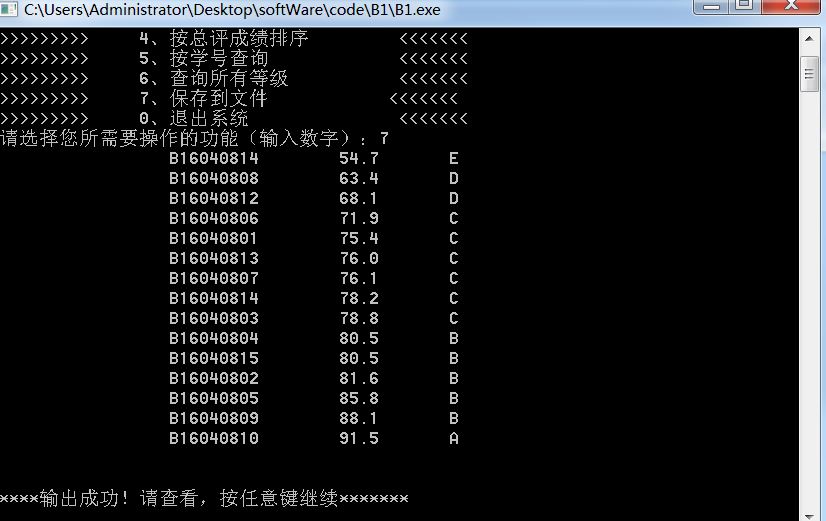 C:\Users\Administrator\Desktop\softWare\code\B1\B1.exe
>>>>>>>>> 4、按总评成绩排序 <<<<<<<
>>>>>>>>> 5、按学号查询 <<<<<<<
>>>>>>>>> 6、查询所有等级 <<<<<<<
>>>>>>>>> 7、保存到文件 <<<<<<<
>>>>>>>>> 0、退出系统 <<<<<<<
请选择您所需要操作的功能（输入数字）：7
B16040814 54.7 E
B16040808 63.4 D
B16040812 68.1 D
B16040806 71.9 C
B16040801 75.4 C
B16040813 76.0 C
B16040807 76.1 C
B16040814 78.2 C
B16040803 78.8 C
B16040804 80.5 B
B16040815 80.5 B
B16040802 81.6 B
B16040805 85.8 B
B16040809 88.1 B
B16040810 91.5 A
****输出成功！请查看，按任意键继续*******